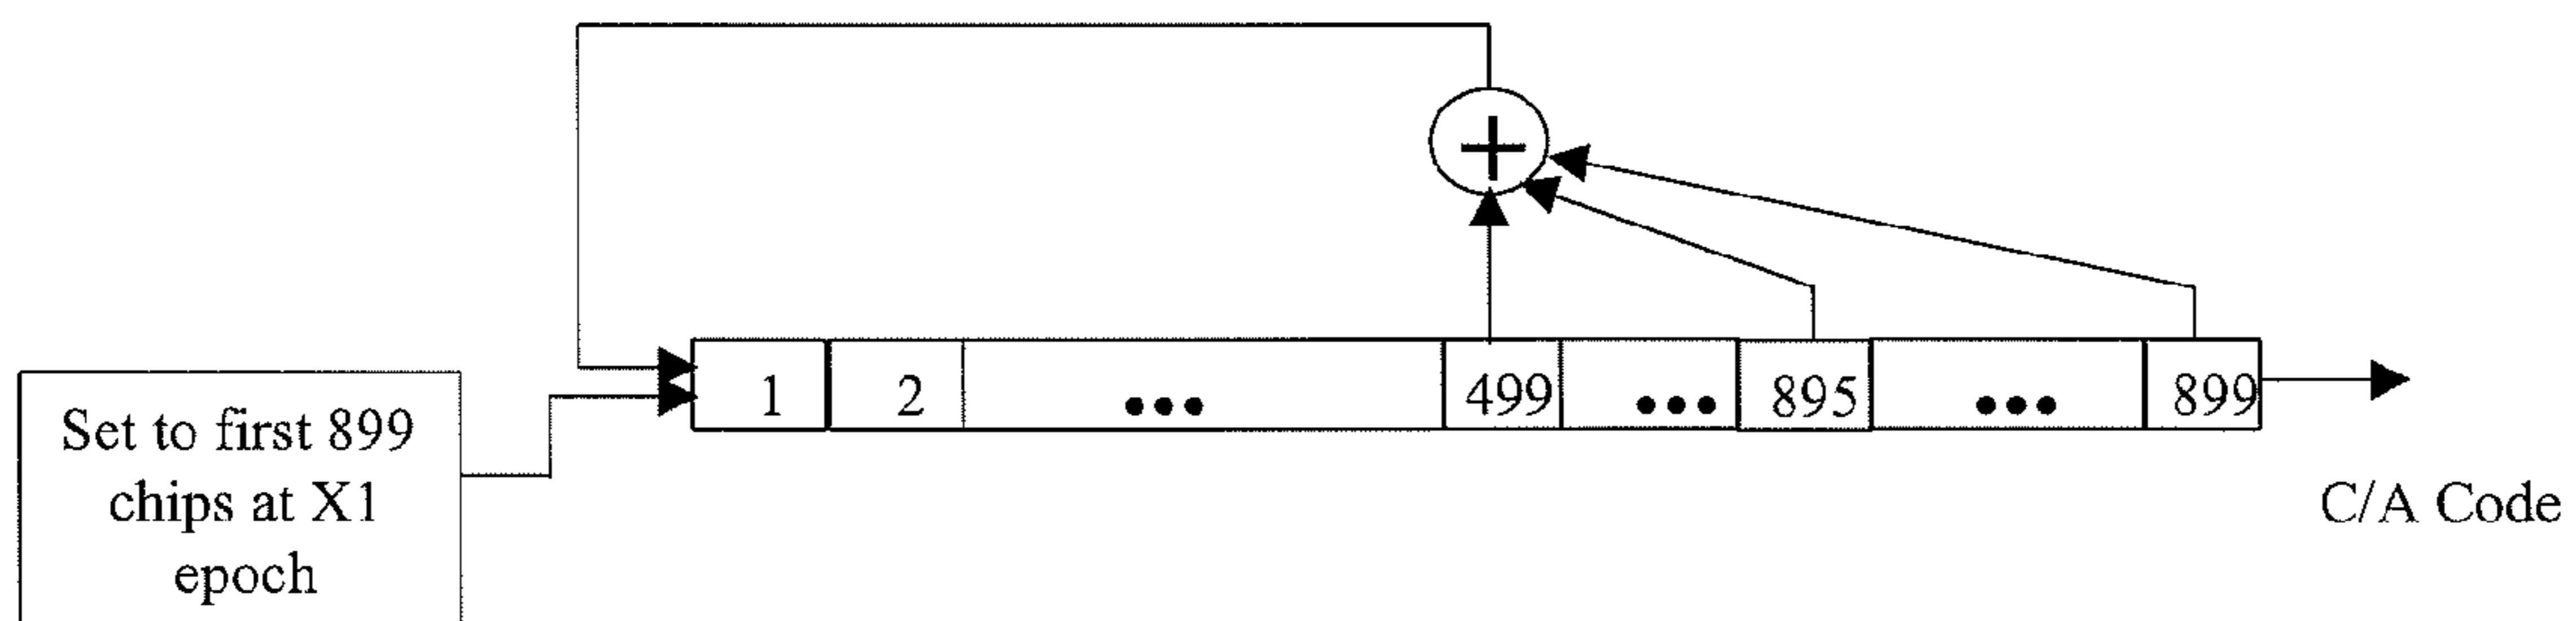 +
1 2 ••• 499 ••• 895 ••• 899
Set to first 899
chips at X1
epoch
C/A Code